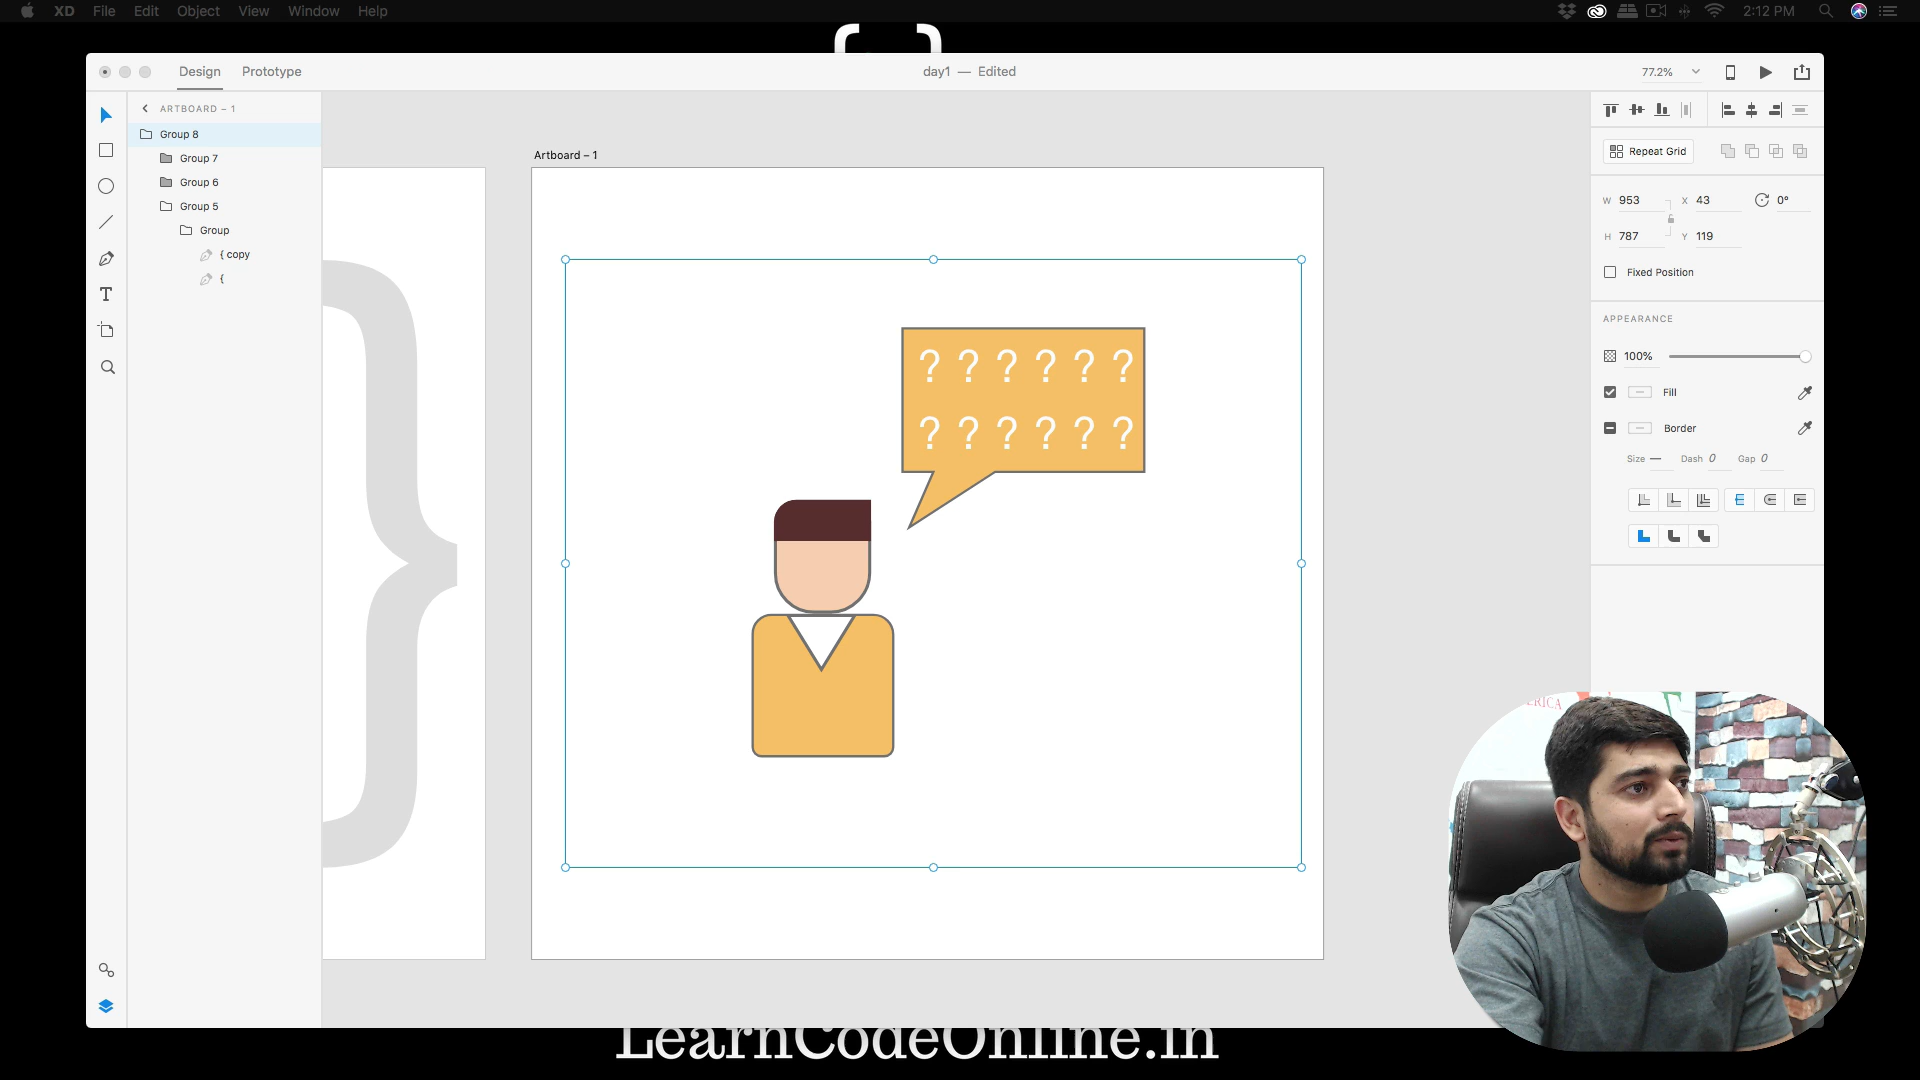 XD File Edit Object View Window Help
2:12 PM
{ }
Design Prototype
day1 — Edited
77.2%
ARTBOARD – 1
Group 8
Group 7
Group 6
Group 5
Group
{ copy
{
Artboard – 1
? ? ? ? ? ?
? ? ? ? ? ?
Repeat Grid
W 953 X 43 0°
H 787 Y 119
Fixed Position
APPEARANCE
100%
Fill
Border
Size — Dash 0 Gap 0
ERICA
LearnCodeOnline.in